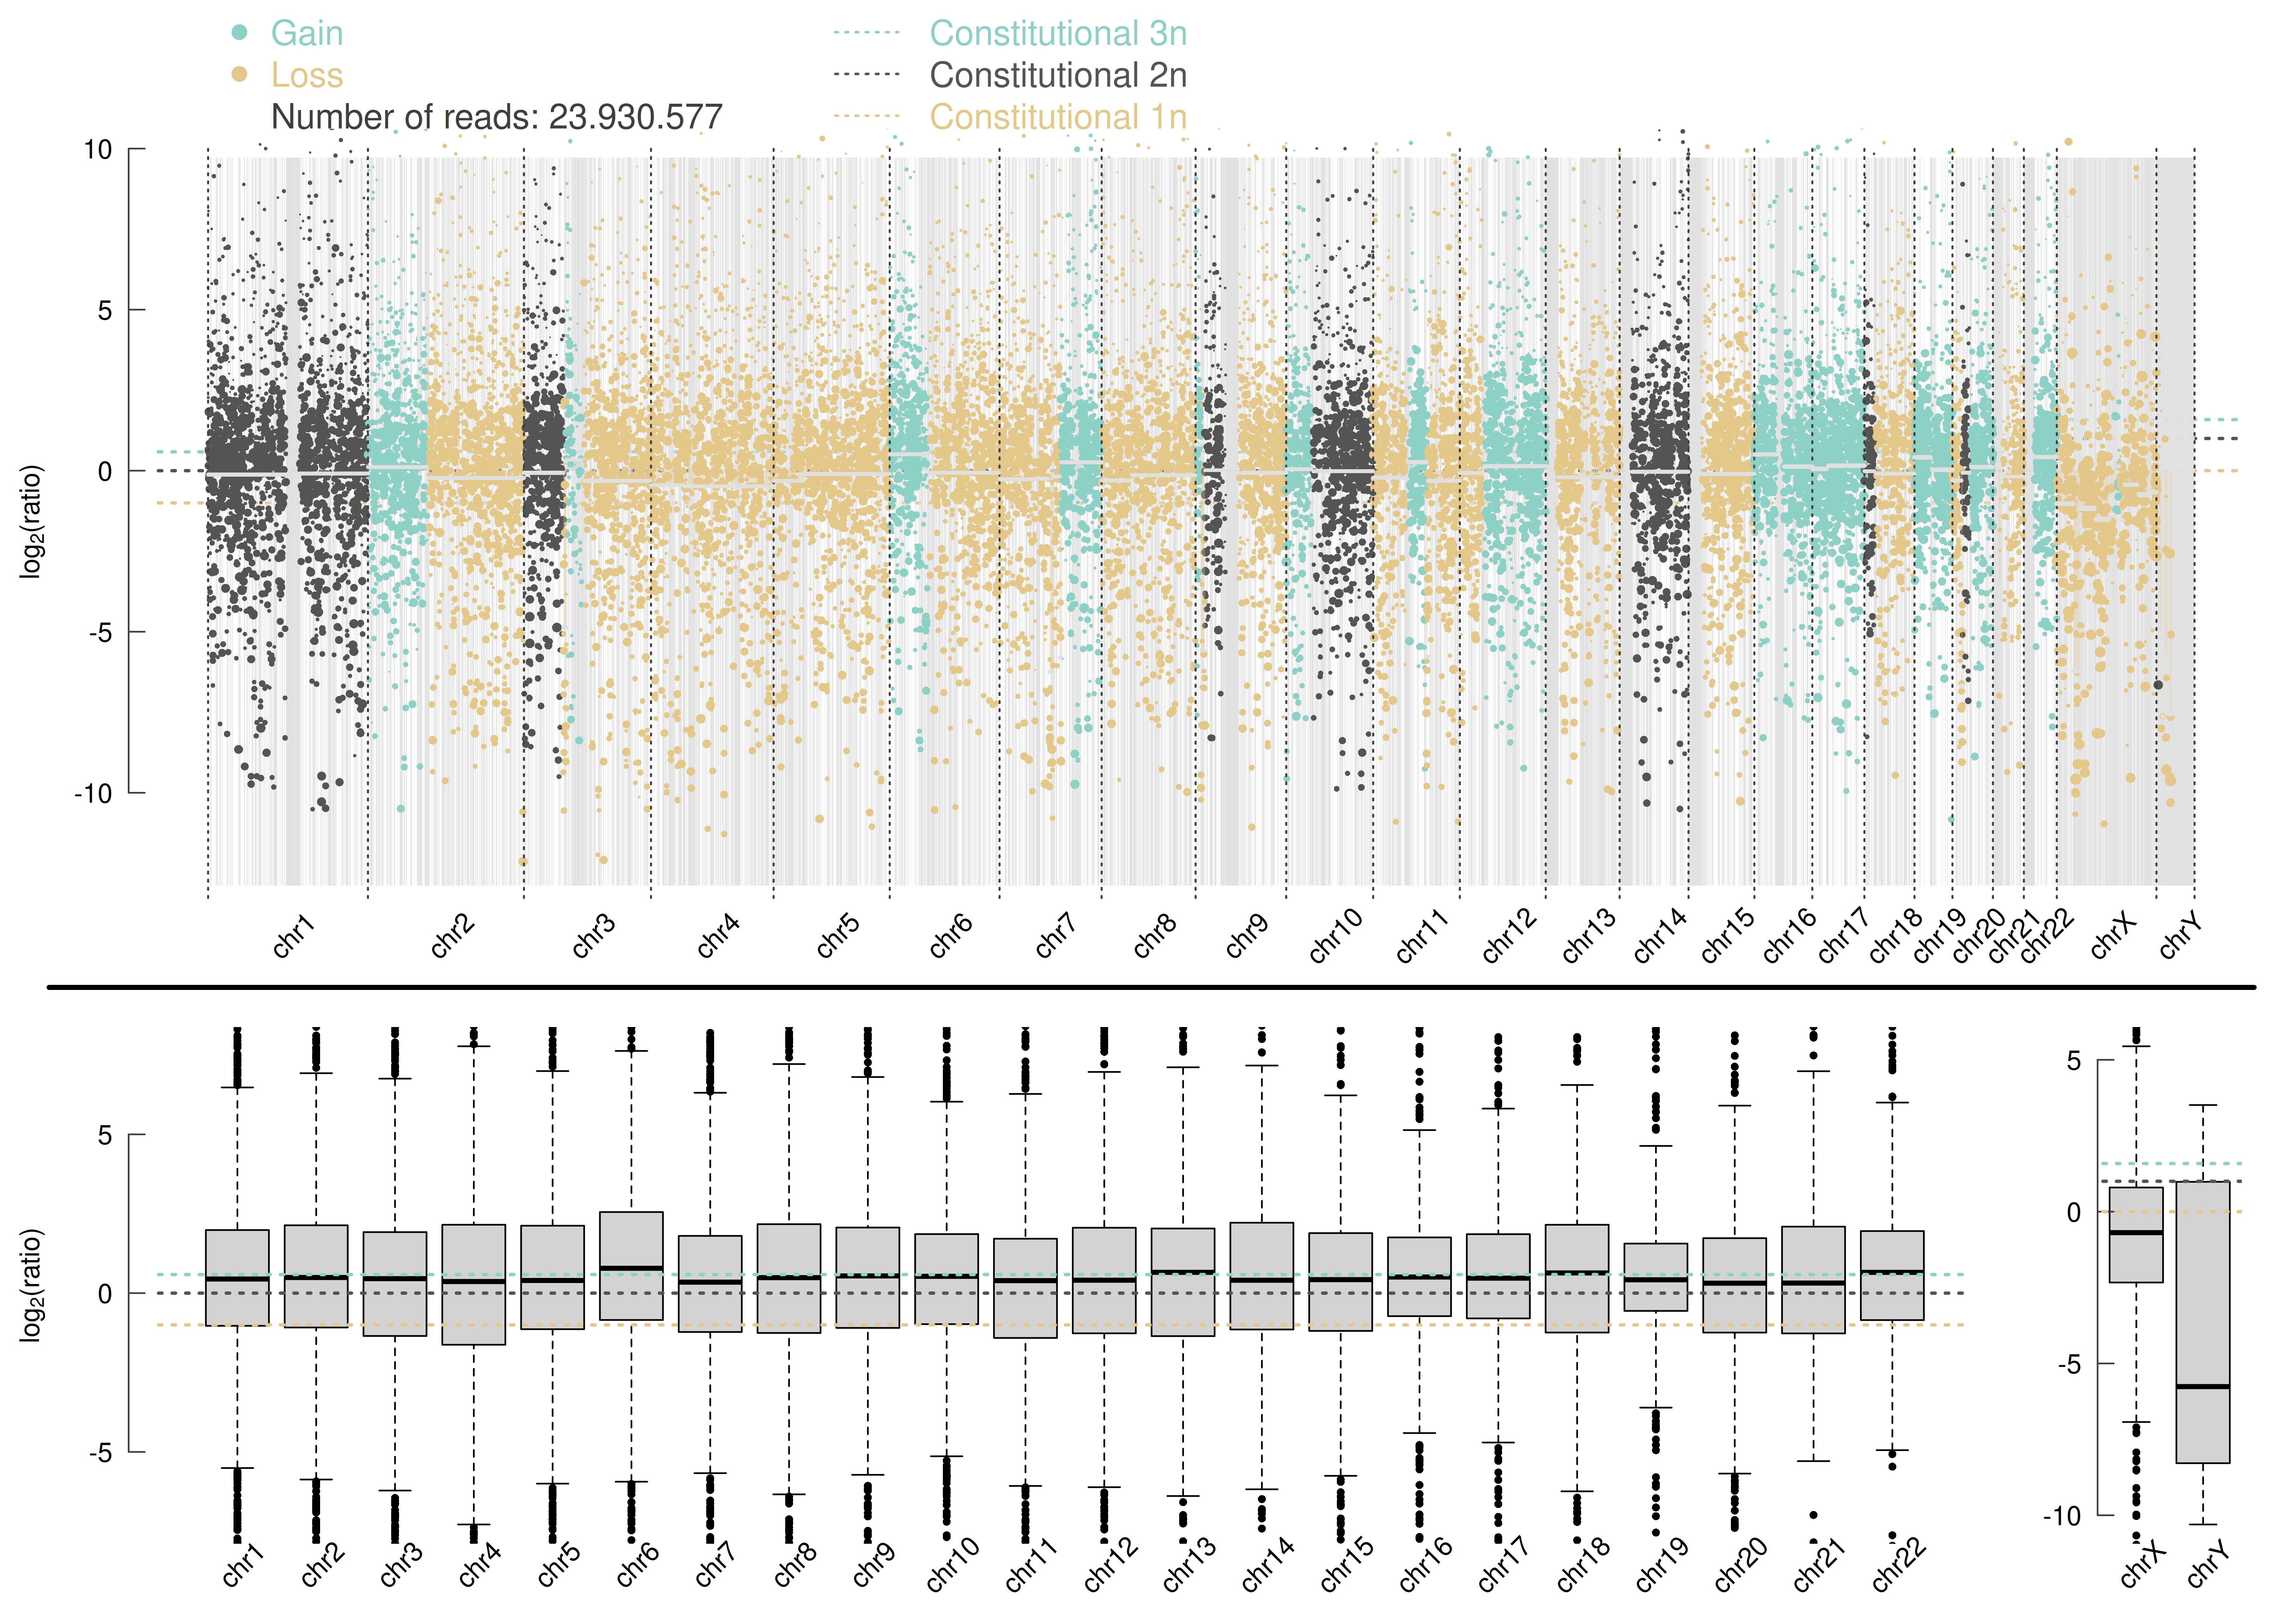 Gain
Loss
Number of reads: 23.930.577
Constitutional 3n
Constitutional 2n
Constitutional 1n
10
5
0
-5
-10
log2(ratio)
chr1 chr2 chr3 chr4 chr5 chr6 chr7 chr8 chr9 chr10 chr11 chr12 chr13 chr14 chr15 chr16 chr17 chr18 chr19 chr20 chr21 chr22 chrX chrY
5
0
-5
log2(ratio)
chr1 chr2 chr3 chr4 chr5 chr6 chr7 chr8 chr9 chr10 chr11 chr12 chr13 chr14 chr15 chr16 chr17 chr18 chr19 chr20 chr21 chr22
5
0
-5
-10
chrX chrY